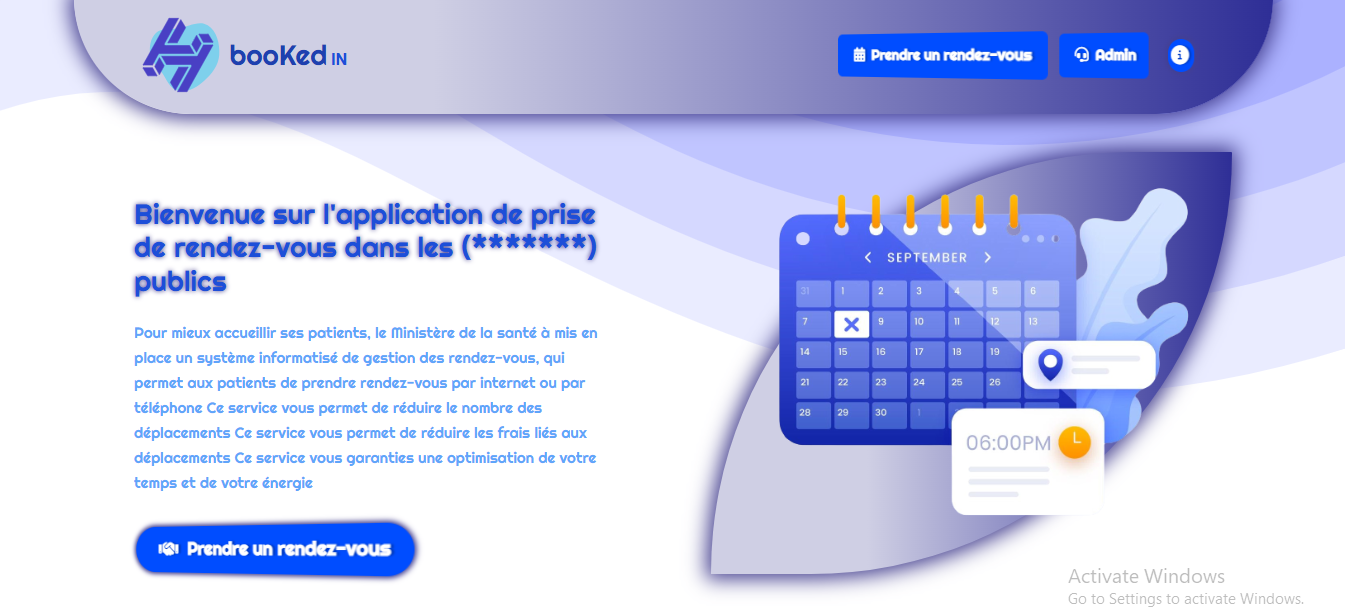 booKed IN
Prendre un rendez-vous
Admin
Bienvenue sur l'application de prise
de rendez-vous dans les (*******)
publics
Pour mieux accueillir ses patients, le Ministère de la santé à mis en
place un système informatisé de gestion des rendez-vous, qui
permet aux patients de prendre rendez-vous par internet ou par
téléphone Ce service vous permet de réduire le nombre des
déplacements Ce service vous permet de réduire les frais liés aux
déplacements Ce service vous garanties une optimisation de votre
temps et de votre énergie
Prendre un rendez-vous
< SEPTEMBER >
31 1 2 3 4 5 6
7 9 10 11 12 13
14 15 16 17 18 19
21 22 23 24 25 26
28 29 30 1
06:00PM
Activate Windows
Go to Settings to activate Windows.